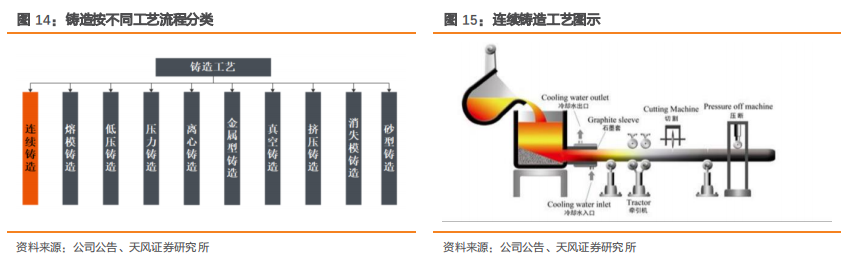 图 14：铸造按不同工艺流程分类
铸造工艺
连续铸造
熔模铸造
低压铸造
压力铸造
离心铸造
金属型铸造
真空铸造
挤压铸造
消失模铸造
砂型铸造
资料来源：公司公告、天风证券研究所
图 15：连续铸造工艺图示
Cooling water outlet
冷却水出口
Graphite sleeve
石墨套
Cutting Machine
切割
Pressure off machine
压断
Cooling water inlet
冷却水入口
Tractor
牵引机
资料来源：公司公告、天风证券研究所